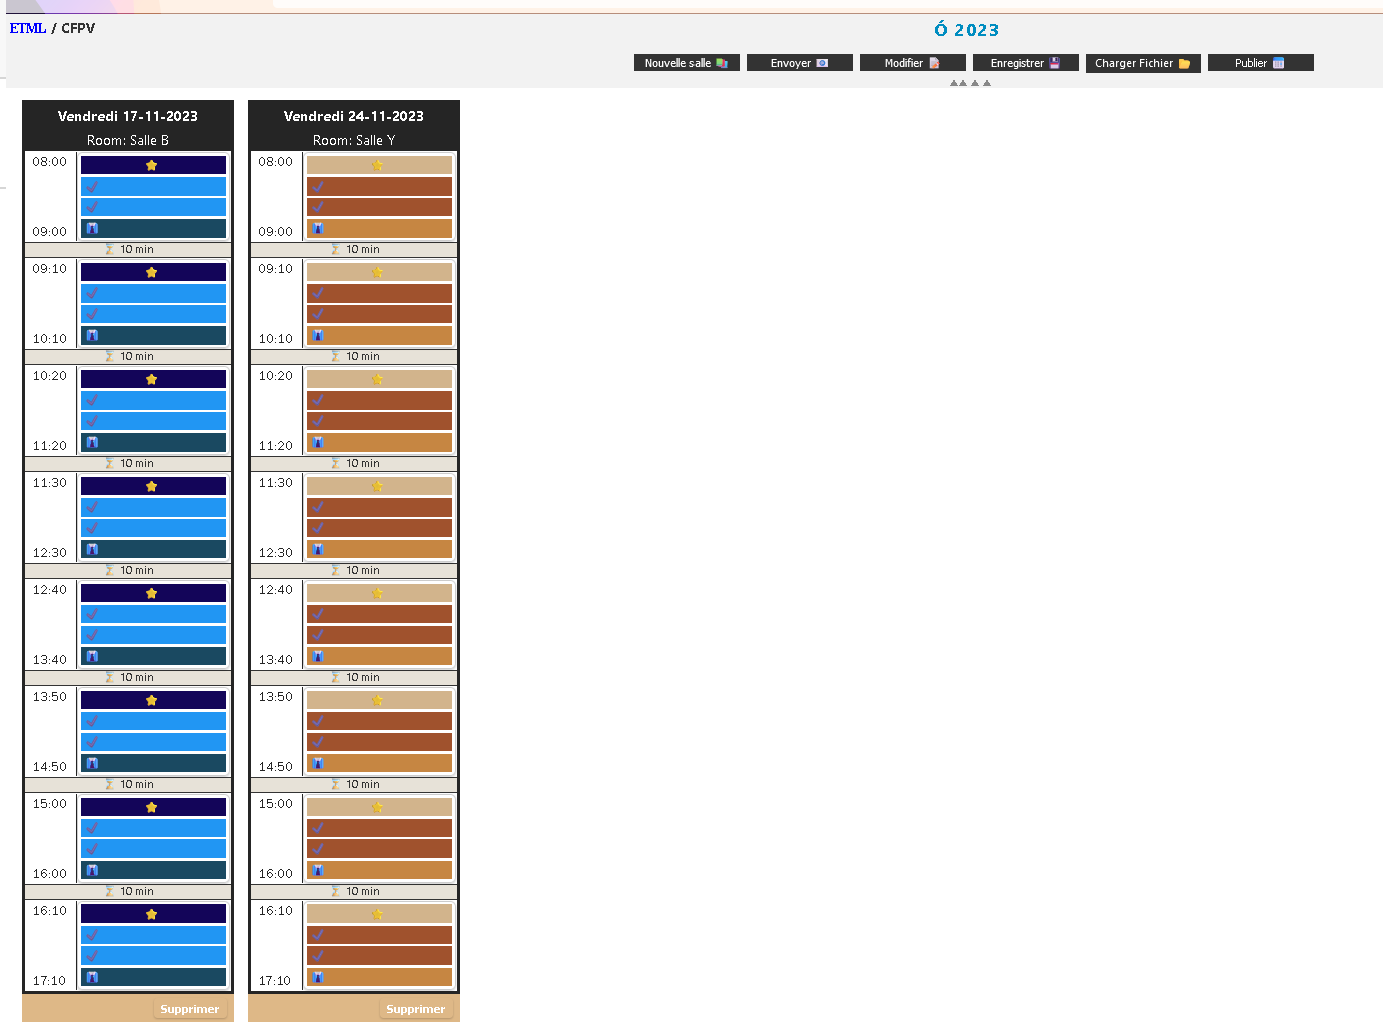 ETML / CFPV
Ó 2023
Nouvelle salle
Envoyer
Modifier
Enregistrer
Charger Fichier
Publier
Vendredi 17-11-2023
Room: Salle B
08:00
09:00
10 min
09:10
10:10
10 min
10:20
11:20
10 min
11:30
12:30
10 min
12:40
13:40
10 min
13:50
14:50
10 min
15:00
16:00
10 min
16:10
17:10
Supprimer
Vendredi 24-11-2023
Room: Salle Y
08:00
09:00
10 min
09:10
10:10
10 min
10:20
11:20
10 min
11:30
12:30
10 min
12:40
13:40
10 min
13:50
14:50
10 min
15:00
16:00
10 min
16:10
17:10
Supprimer